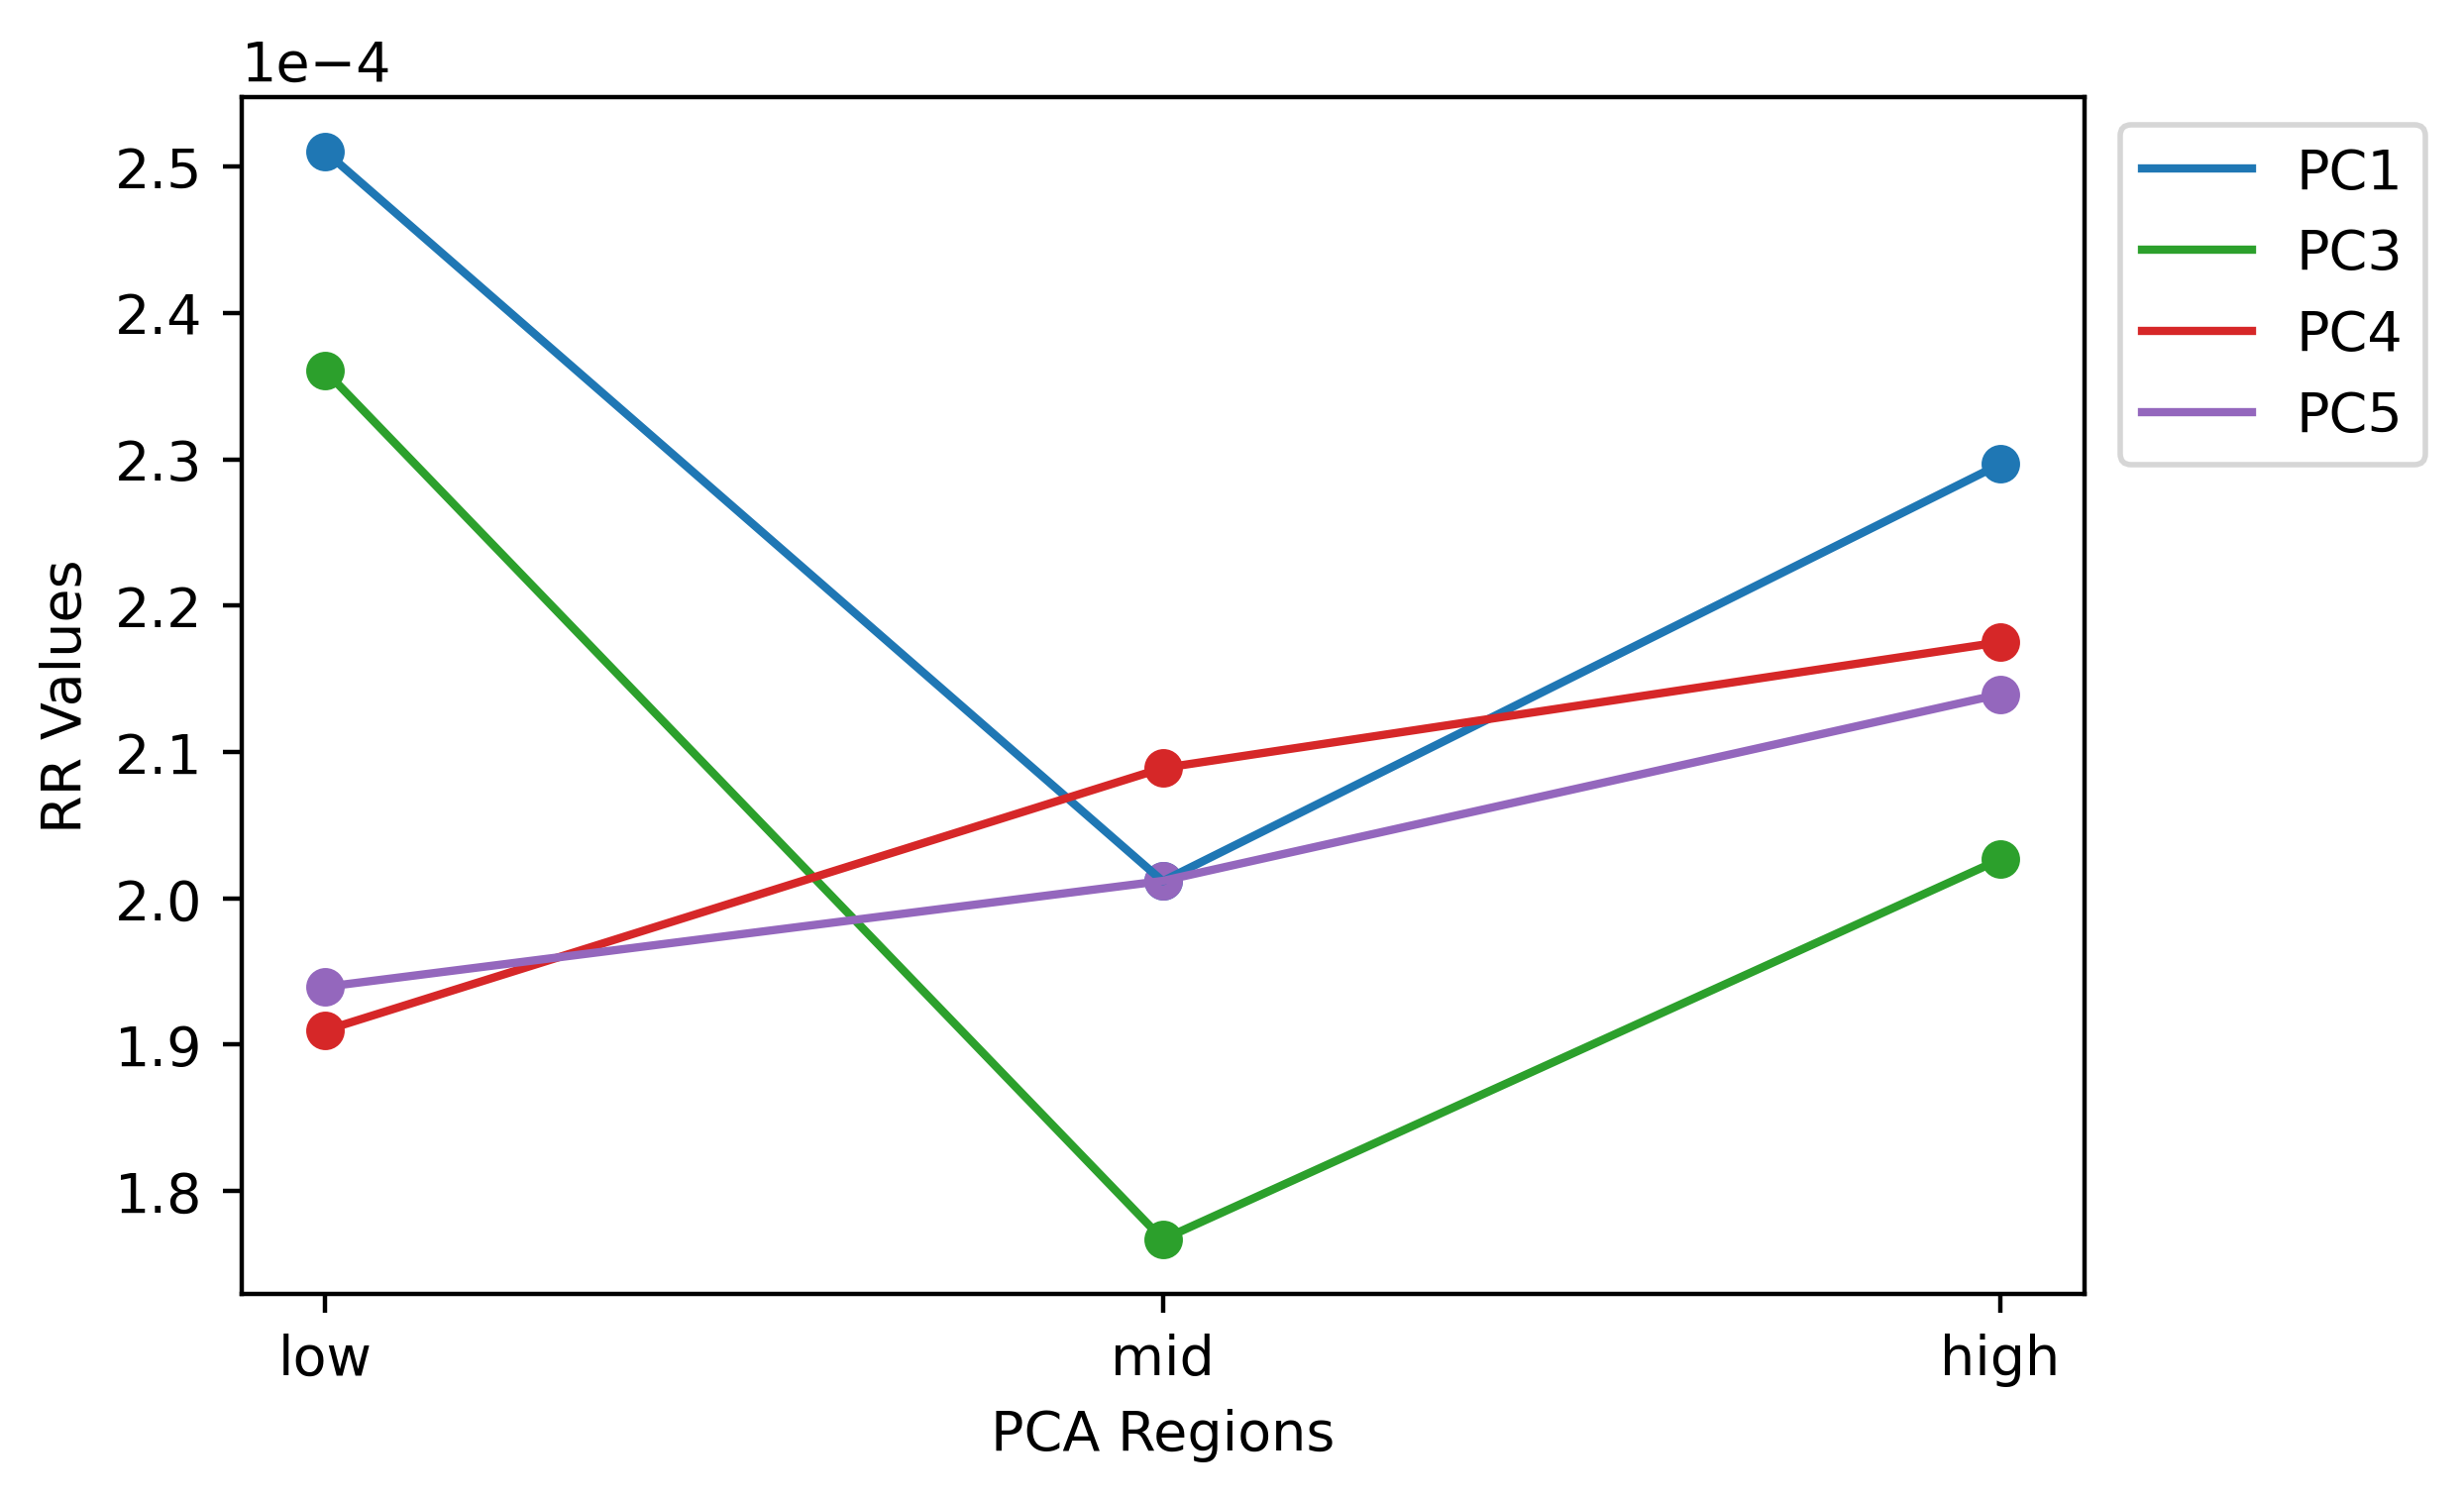 1e−4
2.5
2.4
2.3
2.2
2.1
2.0
1.9
1.8
RR Values
low mid high
PCA Regions
PC1
PC3
PC4
PC5